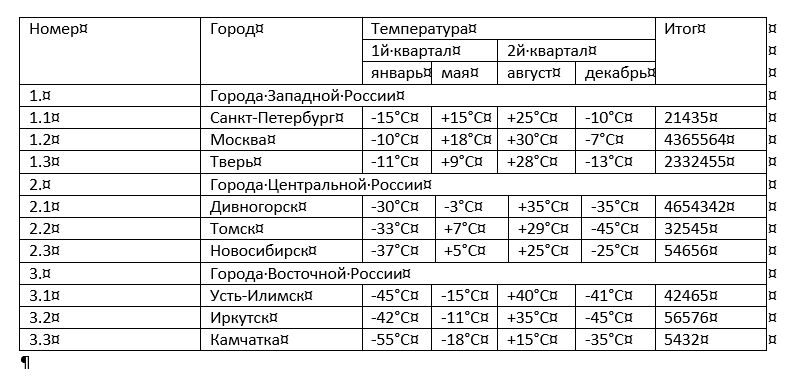 Номер¤ Город¤ Температура¤ Итог¤ ¤
1й·квартал¤ 2й·квартал¤ ¤
январь¤ мая¤ август¤ декабрь¤ ¤
1.¤ Города·Западной·России¤ ¤
1.1¤ Санкт-Петербург¤ -15°C¤ +15°C¤ +25°C¤ -10°C¤ 21435¤ ¤
1.2¤ Москва¤ -10°C¤ +18°C¤ +30°C¤ -7°C¤ 4365564¤ ¤
1.3¤ Тверь¤ -11°C¤ +9°C¤ +28°C¤ -13°C¤ 2332455¤ ¤
2.¤ Города·Центральной·России¤ ¤
2.1¤ Дивногорск¤ -30°C¤ -3°C¤ +35°C¤ -35°C¤ 4654342¤ ¤
2.2¤ Томск¤ -33°C¤ +7°C¤ +29°C¤ -45°C¤ 32545¤ ¤
2.3¤ Новосибирск¤ -37°C¤ +5°C¤ +25°C¤ -25°C¤ 54656¤ ¤
3.¤ Города·Восточной·России¤ ¤
3.1¤ Усть-Илимск¤ -45°C¤ -15°C¤ +40°C¤ -41°C¤ 42465¤ ¤
3.2¤ Иркутск¤ -42°C¤ -11°C¤ +35°C¤ -45°C¤ 56576¤ ¤
3.3¤ Камчатка¤ -55°C¤ -18°C¤ +15°C¤ -35°C¤ 5432¤ ¤
¶